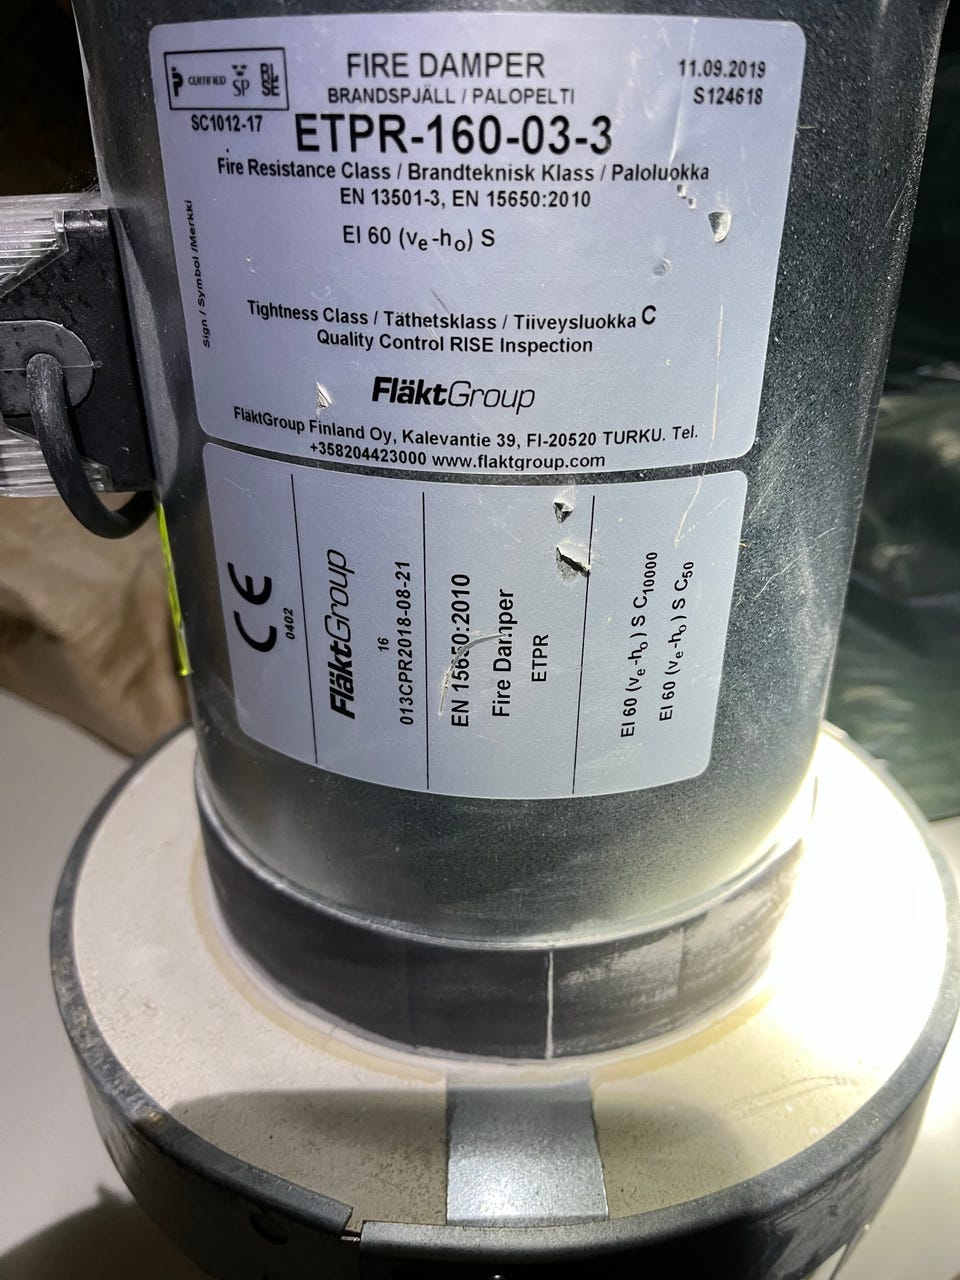 CERTIFIED SP RI. SE
SC1012-17
FIRE DAMPER
BRANDSPJÄLL / PALOPELTI
ETPR-160-03-3
11.09.2019
S124618
Fire Resistance Class / Brandteknisk Klass / Paloluokka
EN 13501-3, EN 15650:2010
EI 60 (ve-ho) S
Sign / Symbol /Merkki
Tightness Class / Täthetsklass / Tiiveysluokka C
Quality Control RISE Inspection
FläktGroup
FläktGroup Finland Oy, Kalevantie 39, FI-20520 TURKU. Tel.
+358204423000 www.flaktgroup.com
CE
0402
FläktGroup
16
013CPR2018-08-21
EN 15650:2010
Fire Damper
ETPR
EI 60 (ve-ho) S C10000
EI 60 (ve-ho) S C50